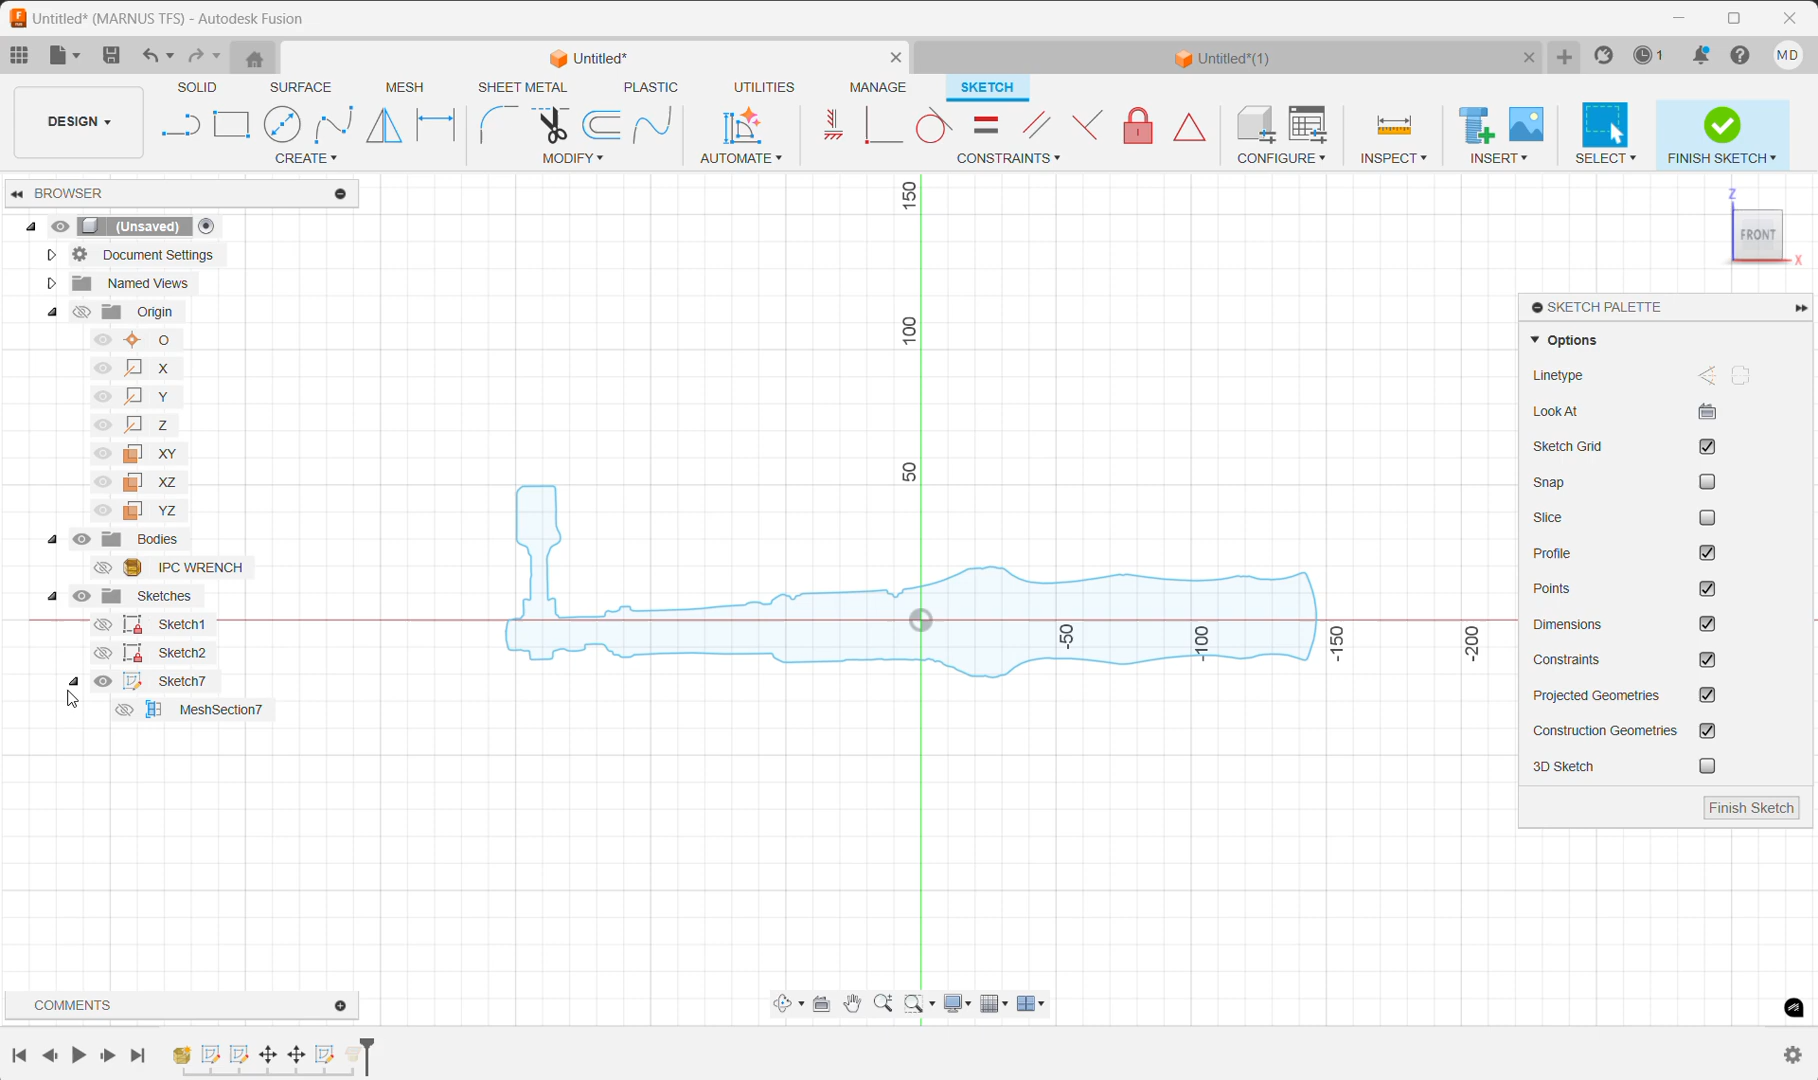 Untitled* (MARNUS TFS) - Autodesk Fusion
Untitled*
Untitled*(1)
1
MD
SOLID SURFACE MESH SHEET METAL PLASTIC UTILITIES MANAGE SKETCH
DESIGN
CREATE MODIFY AUTOMATE CONSTRAINTS CONFIGURE INSPECT INSERT SELECT FINISH SKETCH
BROWSER
(Unsaved)
Document Settings
Named Views
Origin
O
X
Y
Z
XY
XZ
YZ
Bodies
IPC WRENCH
Sketches
Sketch1
Sketch2
Sketch7
MeshSection7
150
100
50
-50
-100
-150
-200
Z
FRONT
X
SKETCH PALETTE
Options
Linetype
Look At
Sketch Grid
Snap
Slice
Profile
Points
Dimensions
Constraints
Projected Geometries
Construction Geometries
3D Sketch
Finish Sketch
COMMENTS